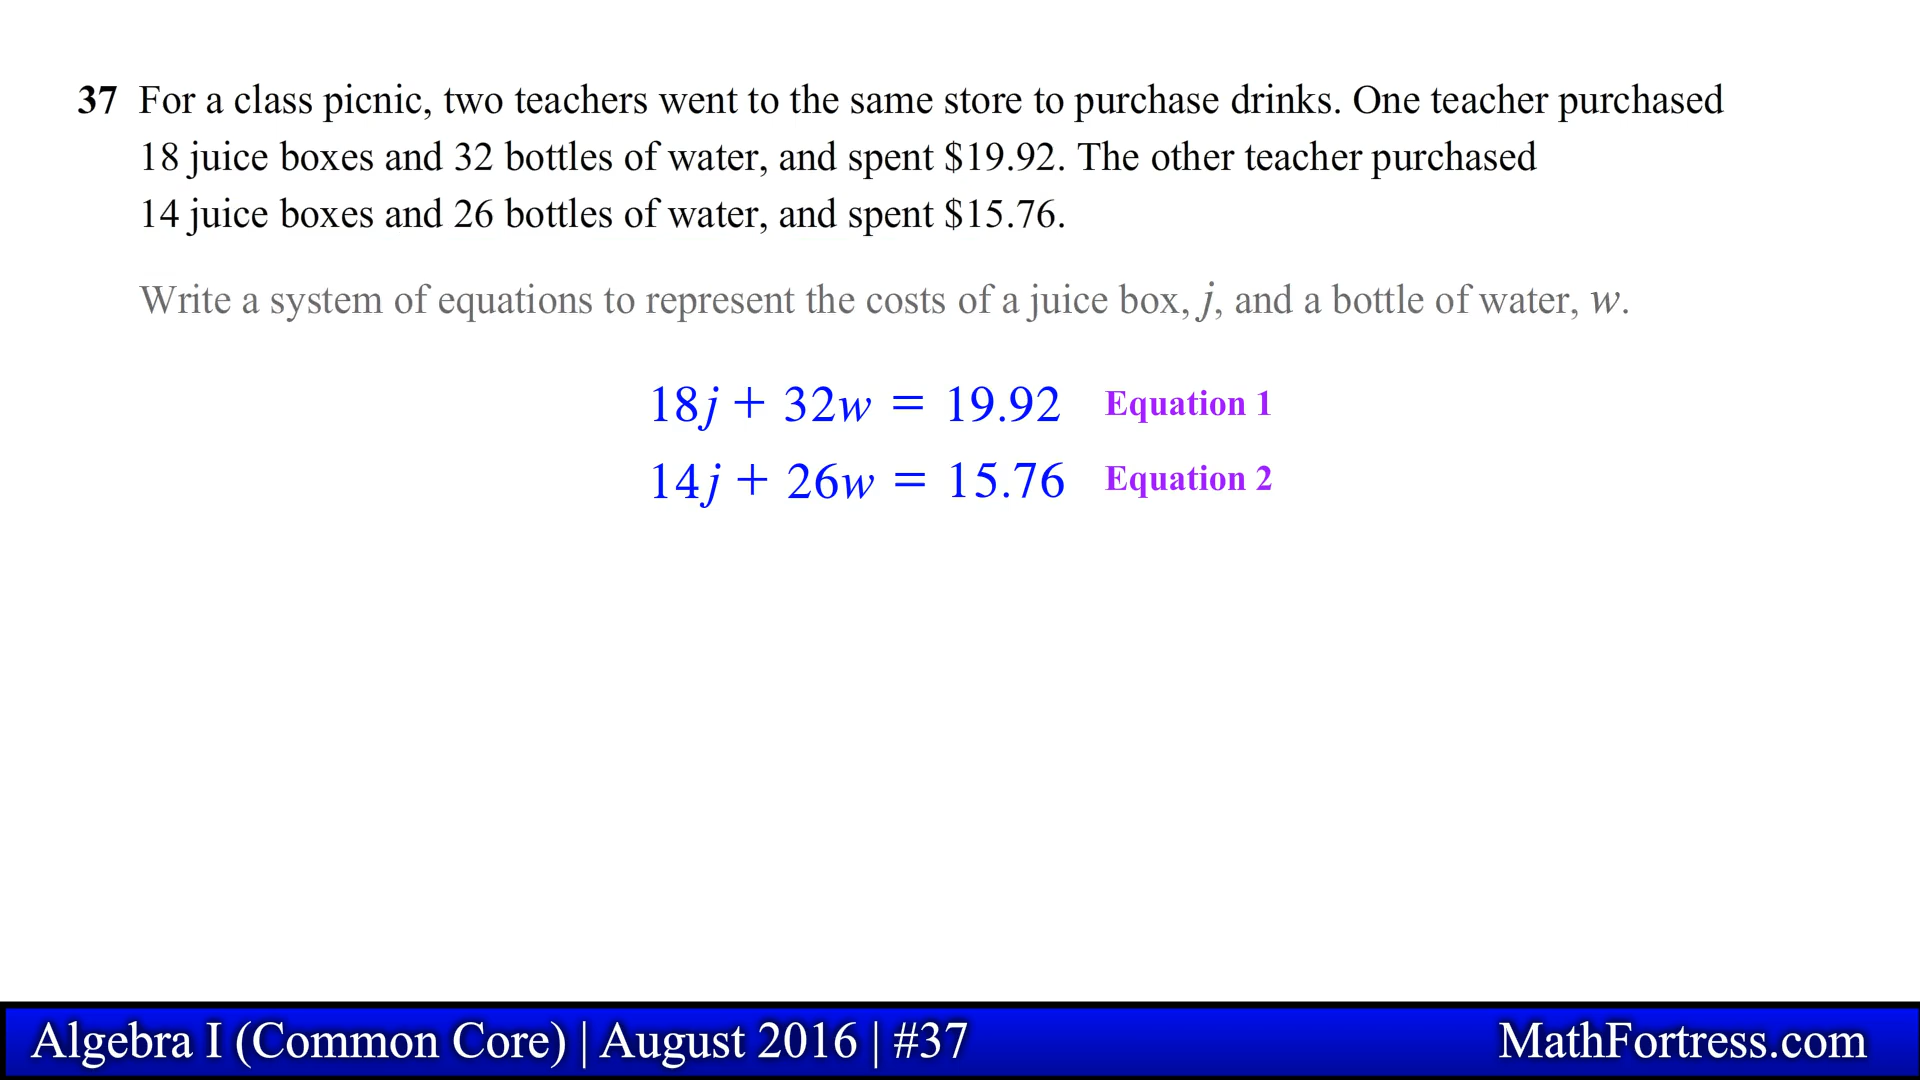 37 For a class picnic, two teachers went to the same store to purchase drinks. One teacher purchased
18 juice boxes and 32 bottles of water, and spent $19.92. The other teacher purchased
14 juice boxes and 26 bottles of water, and spent $15.76.
Write a system of equations to represent the costs of a juice box, j, and a bottle of water, w.
18j + 32w = 19.92 Equation 1
14j + 26w = 15.76 Equation 2
Algebra I (Common Core) | August 2016 | #37 MathFortress.com